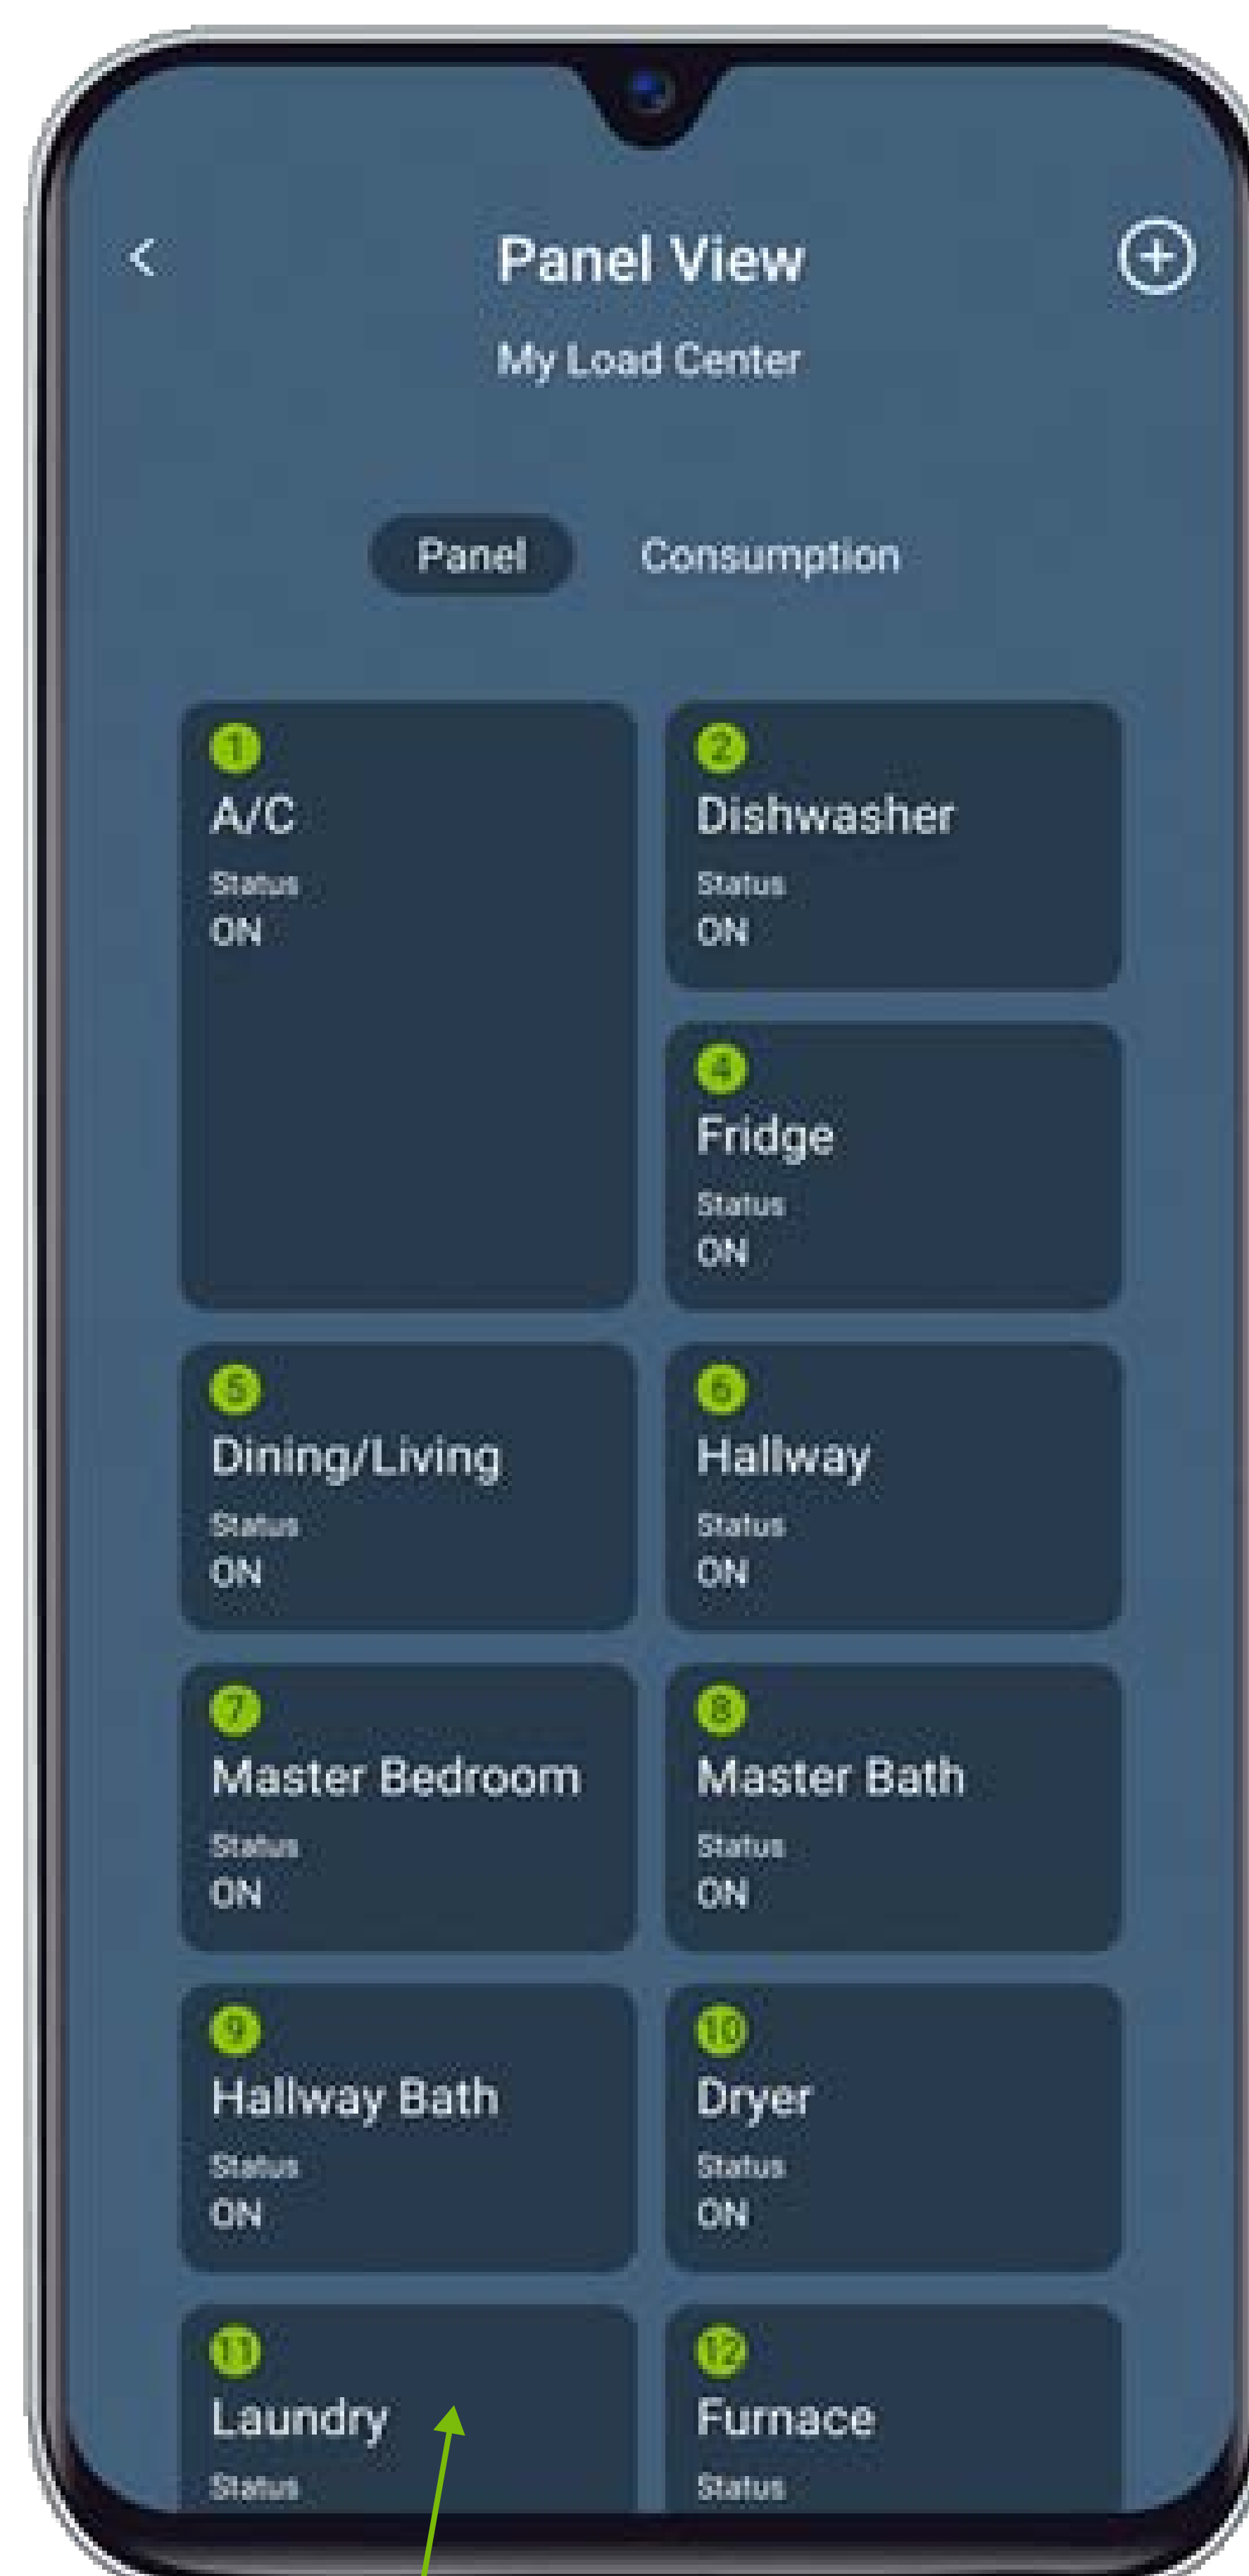 Panel View
My Load Center
Panel Consumption
1
A/C
Status
ON
2
Dishwasher
Status
ON
4
Fridge
Status
ON
5
Dining/Living
Status
ON
6
Hallway
Status
ON
7
Master Bedroom
Status
ON
8
Master Bath
Status
ON
9
Hallway Bath
Status
ON
10
Dryer
Status
ON
11
Laundry
Status
12
Furnace
Status